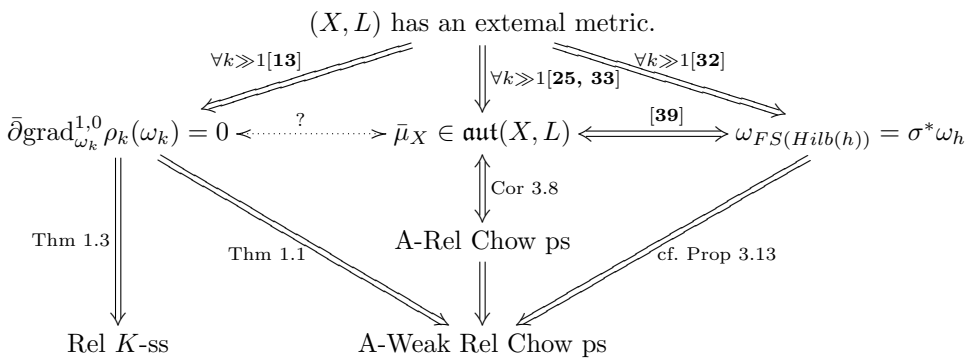 (X, L) has an extemal metric.
∀k≫1[13] ∀k≫1[25, 33] ∀k≫1[32]
∂̄grad^{1,0}_{ω_k} ρ_k(ω_k) = 0 ? μ̄_X ∈ 𝔞𝔲𝔱(X, L) [39] ω_{FS(Hilb(h))} = σ^*ω_h
Cor 3.8
Thm 1.3 Thm 1.1 A-Rel Chow ps cf. Prop 3.13
Rel K-ss A-Weak Rel Chow ps